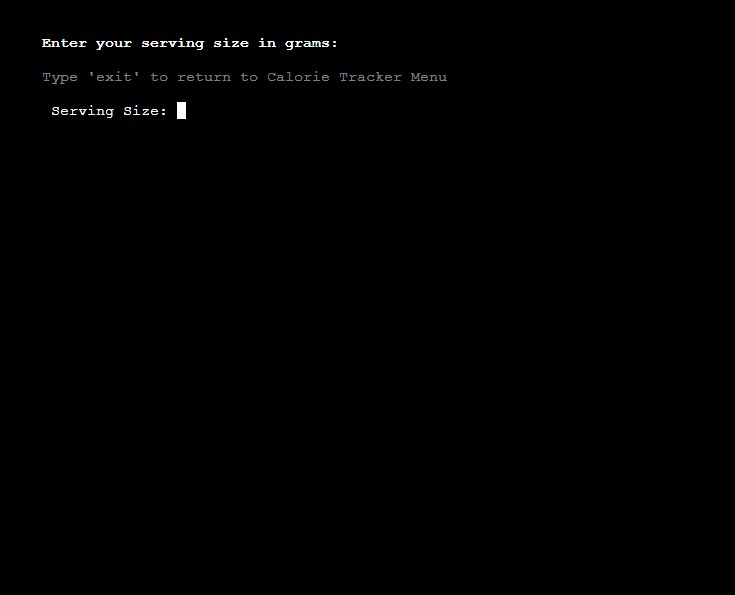 Enter your serving size in grams:
Type 'exit' to return to Calorie Tracker Menu
Serving Size: